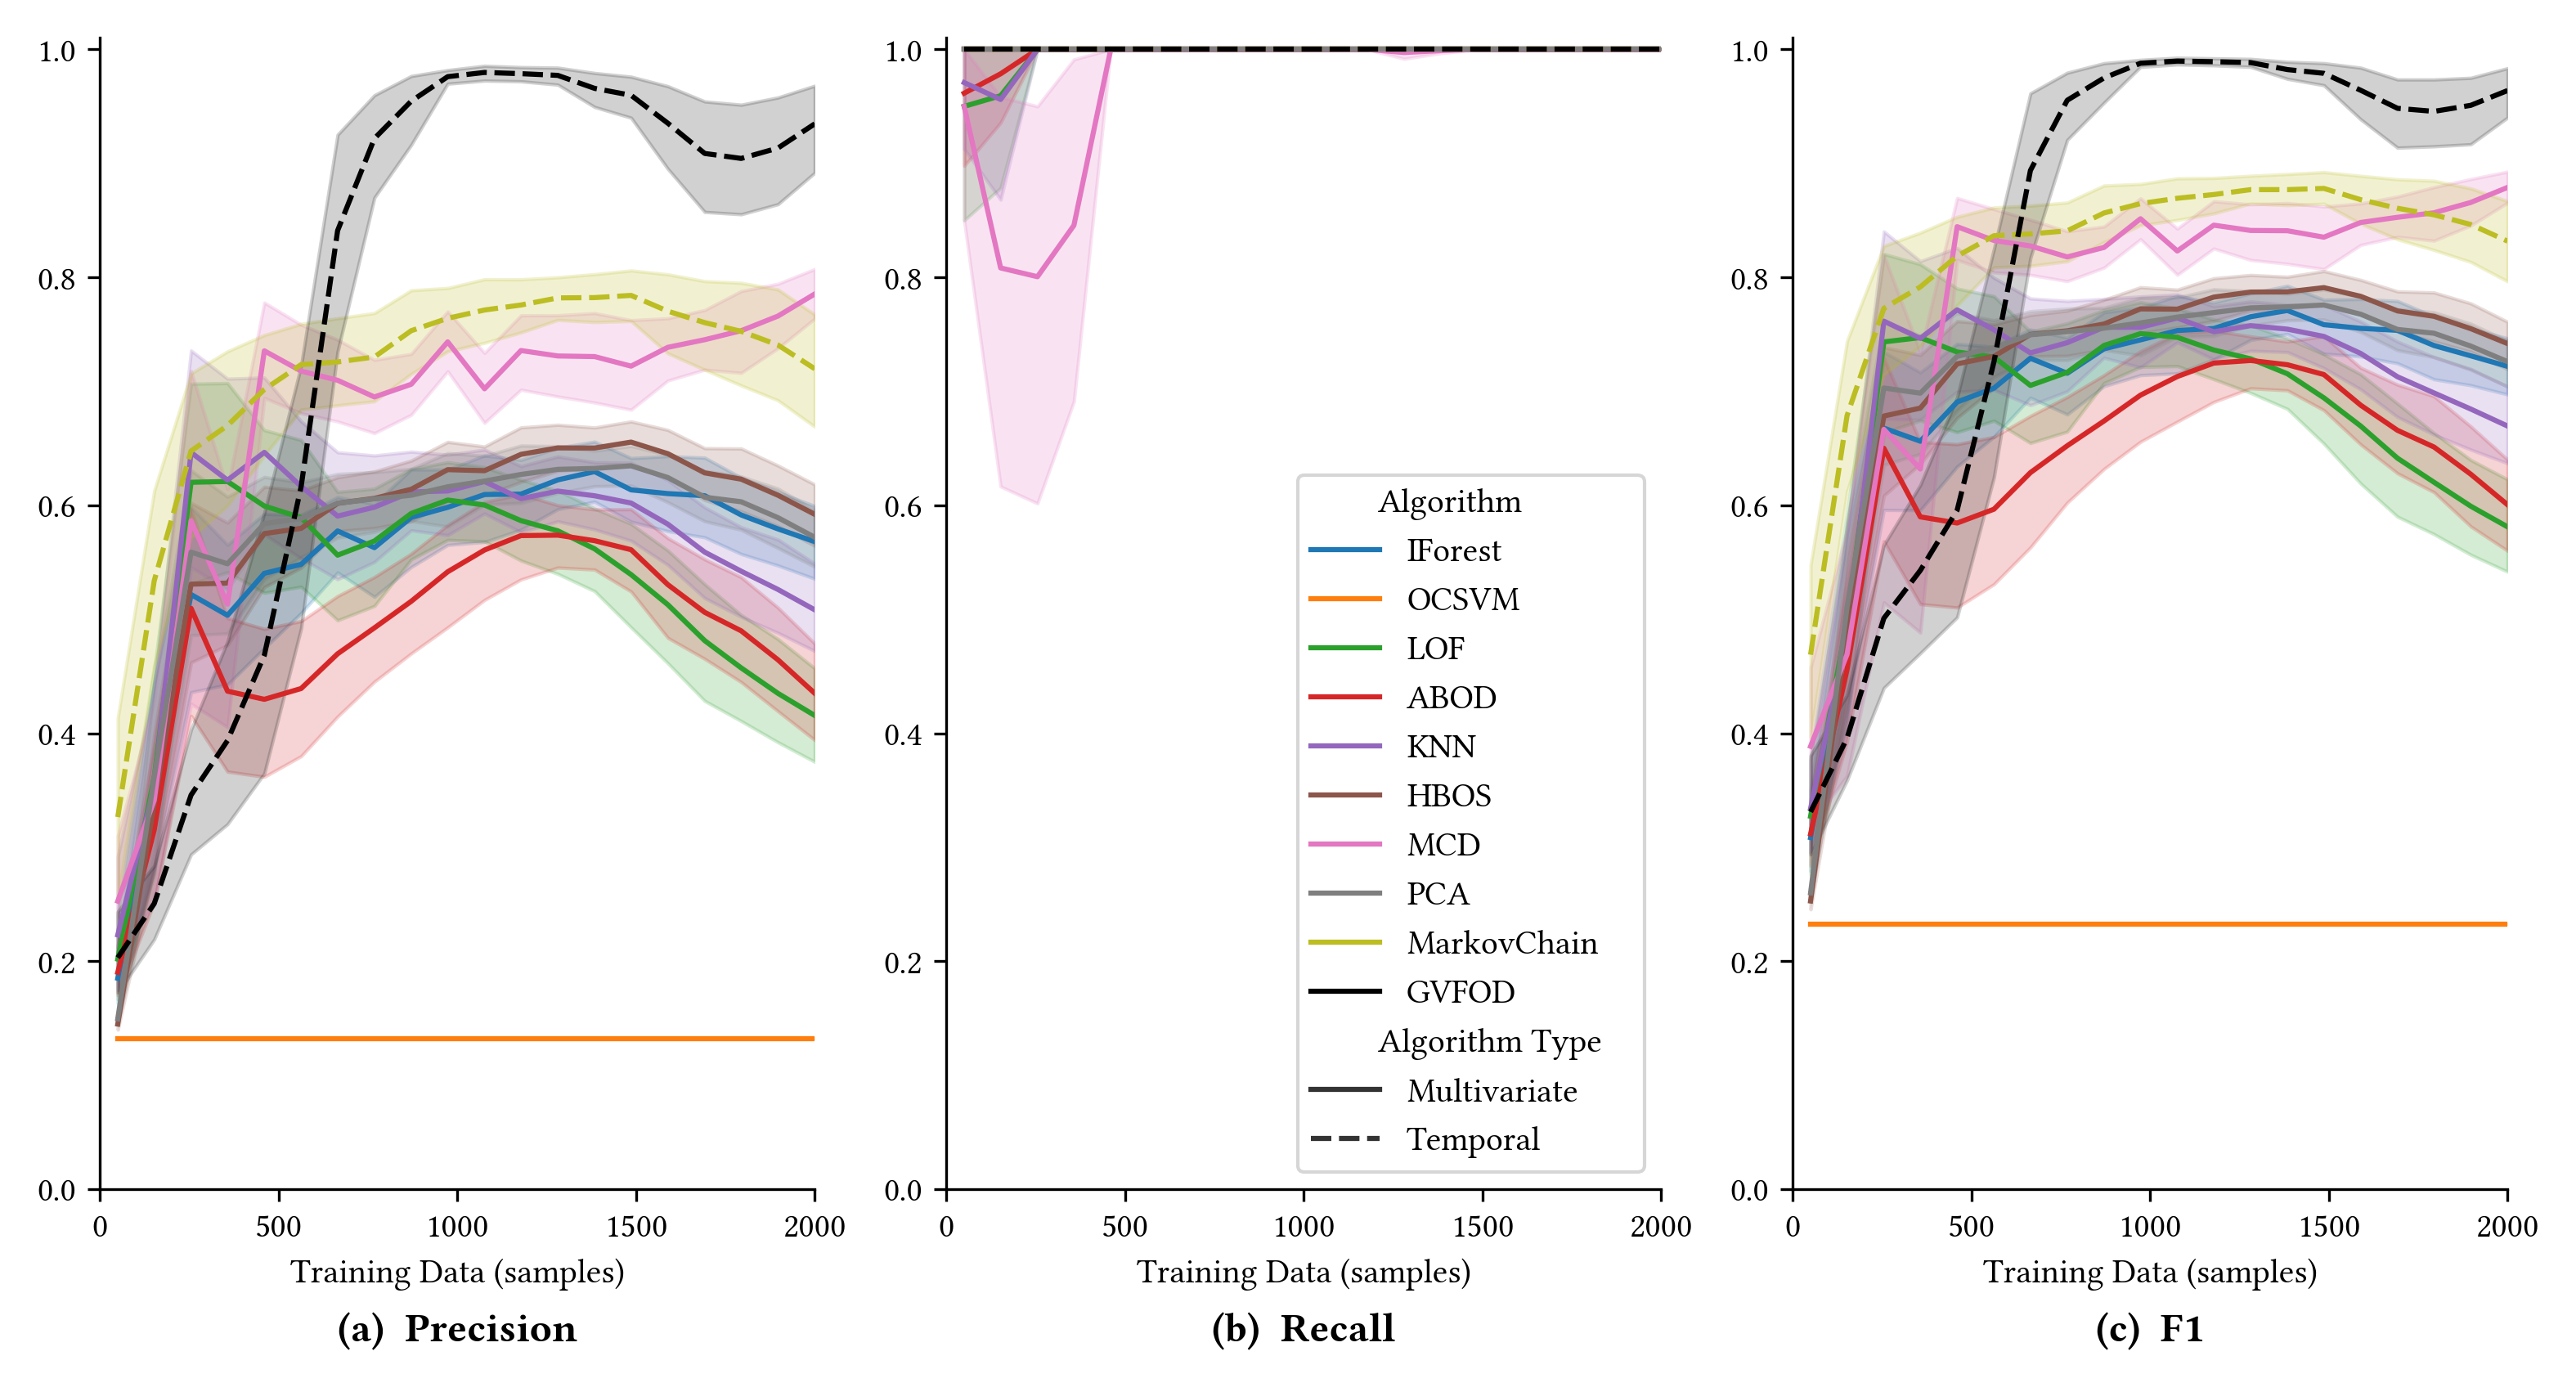 1.0
0.8
0.6
0.4
0.2
0.0
0
500
1000
1500
2000
Training Data (samples)
(a) Precision
1.0
0.8
0.6
0.4
0.2
0.0
0
500
1000
1500
2000
Training Data (samples)
(b) Recall
Algorithm
IForest
OCSVM
LOF
ABOD
KNN
HBOS
MCD
PCA
MarkovChain
GVFOD
Algorithm Type
Multivariate
Temporal
1.0
0.8
0.6
0.4
0.2
0.0
0
500
1000
1500
2000
Training Data (samples)
(c) F1